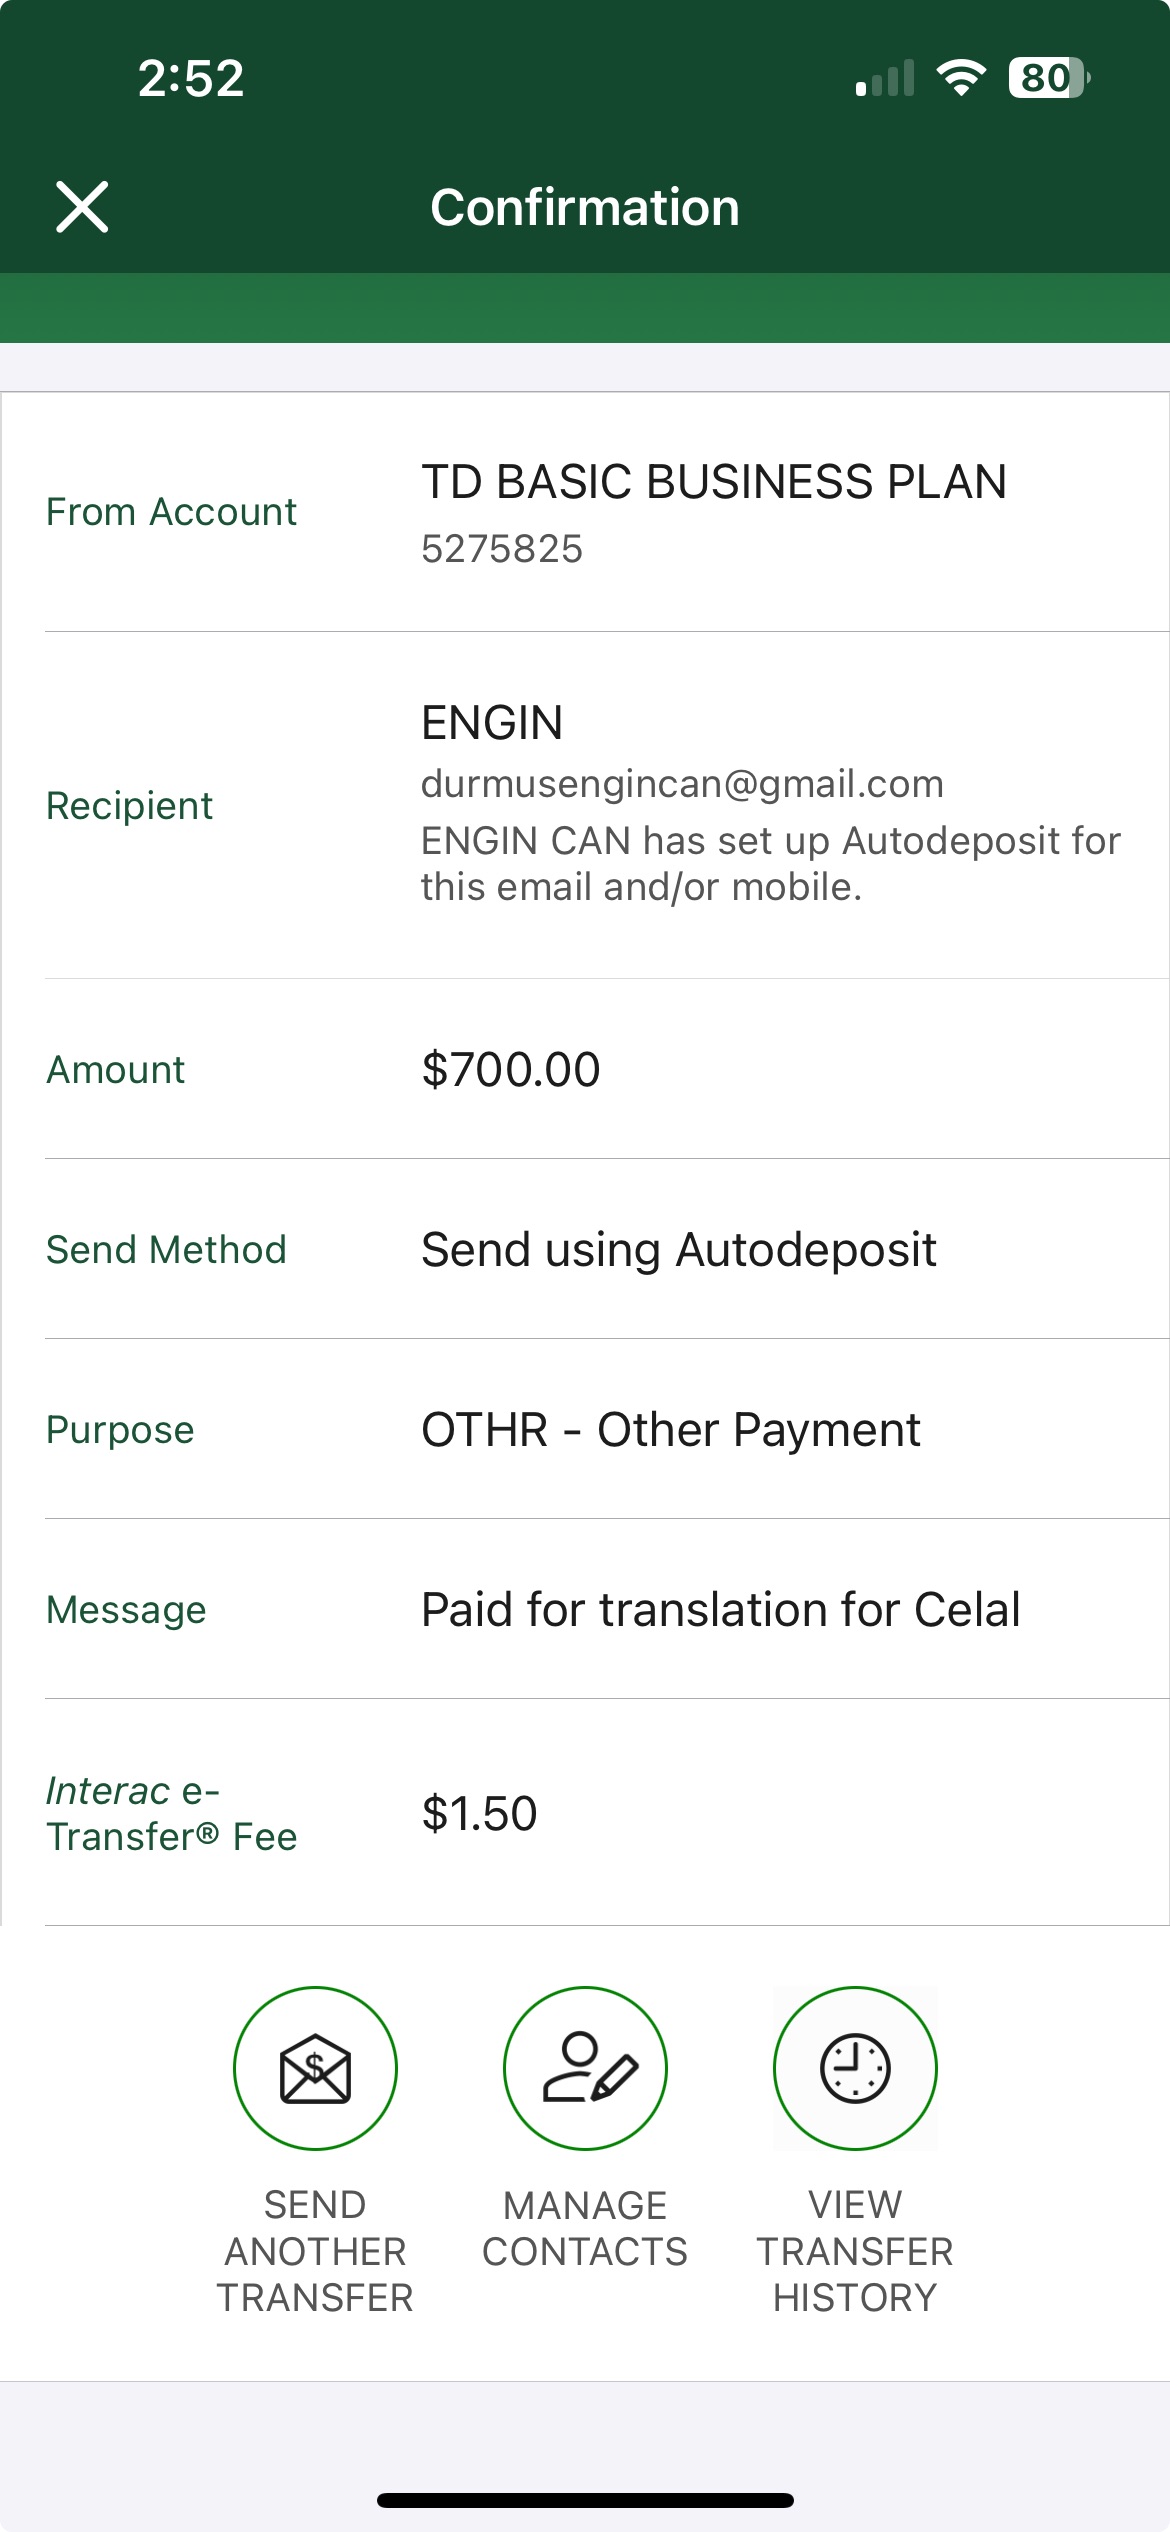 2:52
80
Confirmation
From Account
TD BASIC BUSINESS PLAN
5275825
Recipient
ENGIN
durmusengincan@gmail.com
ENGIN CAN has set up Autodeposit for
this email and/or mobile.
Amount
$700.00
Send Method
Send using Autodeposit
Purpose
OTHR - Other Payment
Message
Paid for translation for Celal
Interac e-
Transfer® Fee
$1.50
SEND
ANOTHER
TRANSFER
MANAGE
CONTACTS
VIEW
TRANSFER
HISTORY